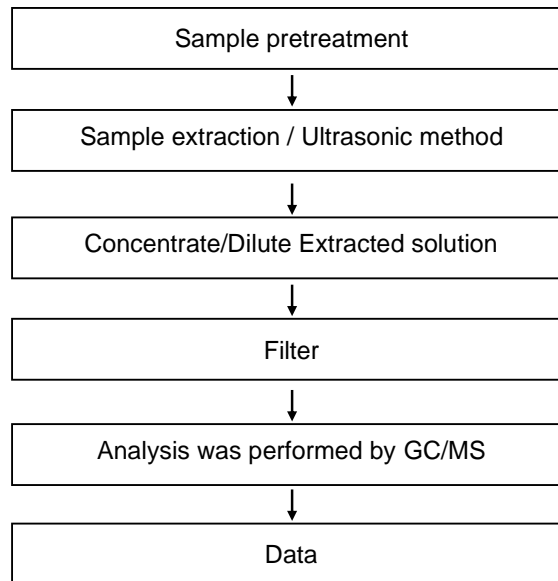 Sample pretreatment
Sample extraction / Ultrasonic method
Concentrate/Dilute Extracted solution
Filter
Analysis was performed by GC/MS
Data